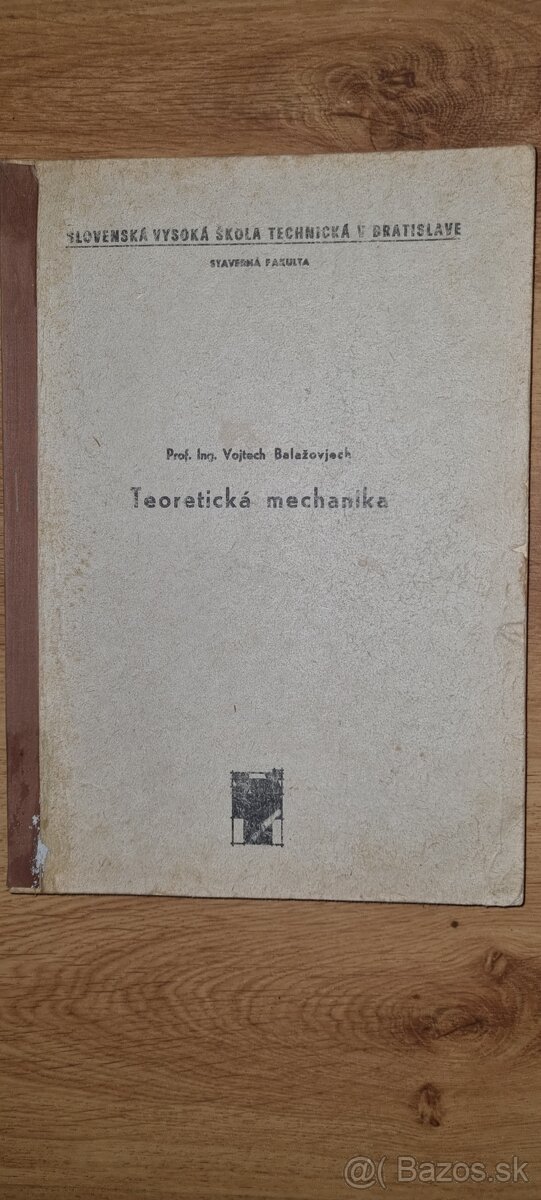 SLOVENSKÁ VYSOKÁ ŠKOLA TECHNICKÁ V BRATISLAVE
STAVEBNÁ FAKULTA
Prof. Ing. Vojtech Balažovjech
Teoretická mechanika
@( Bazos.sk